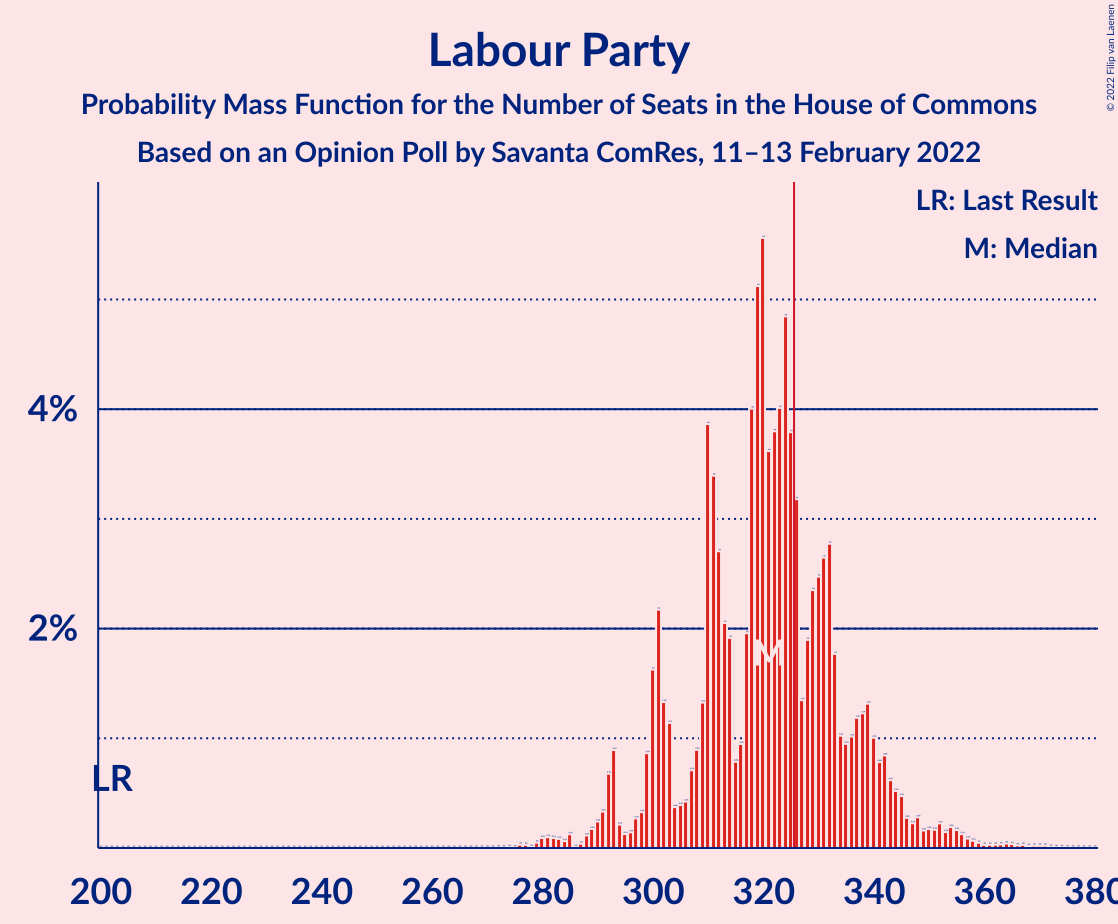 Labour Party
Probability Mass Function for the Number of Seats in the House of Commons
Based on an Opinion Poll by Savanta ComRes, 11–13 February 2022
© 2022 Filip van Laenen
LR: Last Result
M: Median
4%
2%
M
LR
200 220 240 260 280 300 320 340 360 380